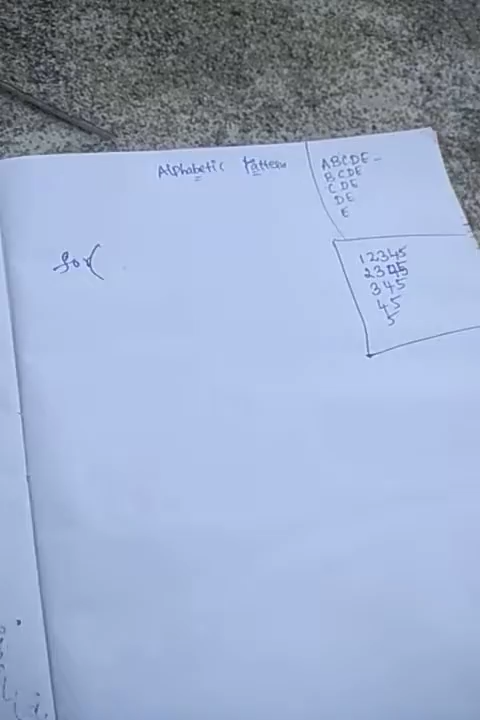 Alphabetic Pattern
ABCDE
BCDE
CDE
DE
E
for(
12345
2345
345
45
5